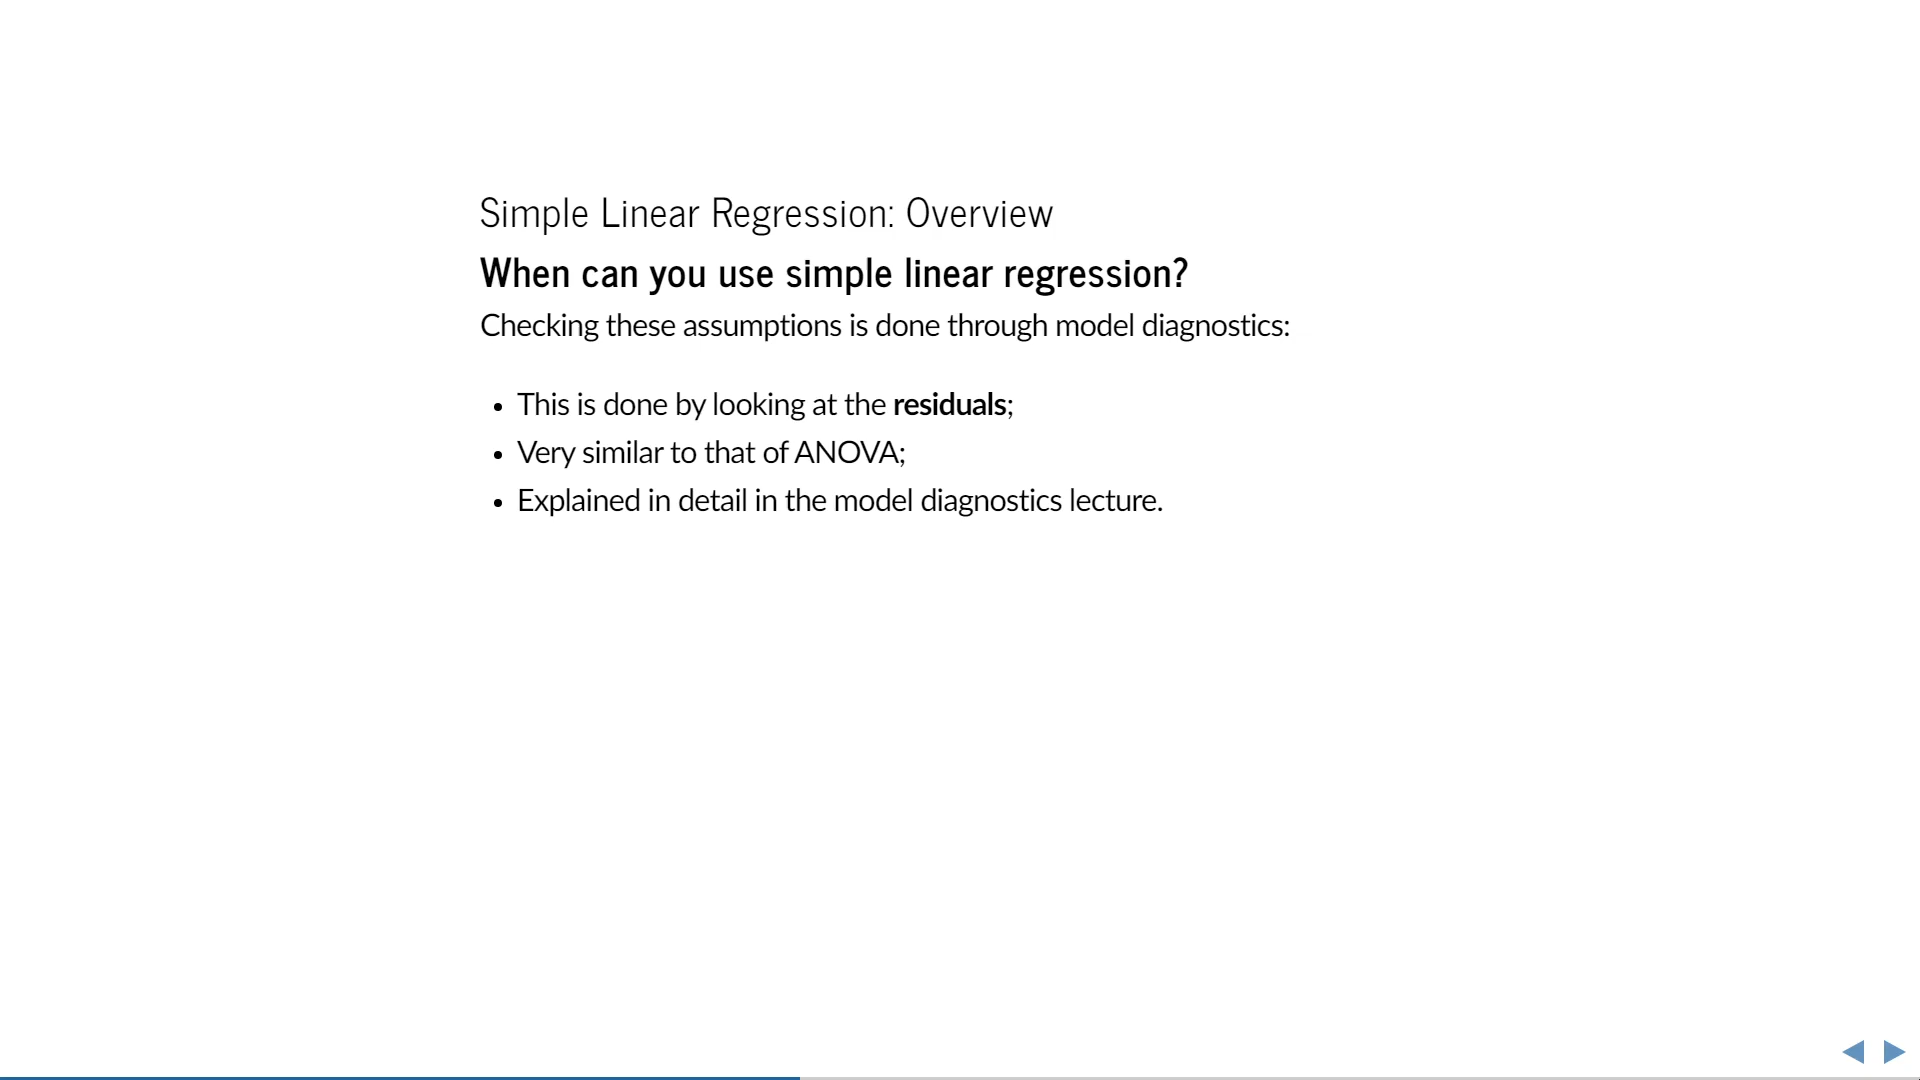 Simple Linear Regression: Overview
When can you use simple linear regression?
Checking these assumptions is done through model diagnostics:
• This is done by looking at the residuals;
• Very similar to that of ANOVA;
• Explained in detail in the model diagnostics lecture.